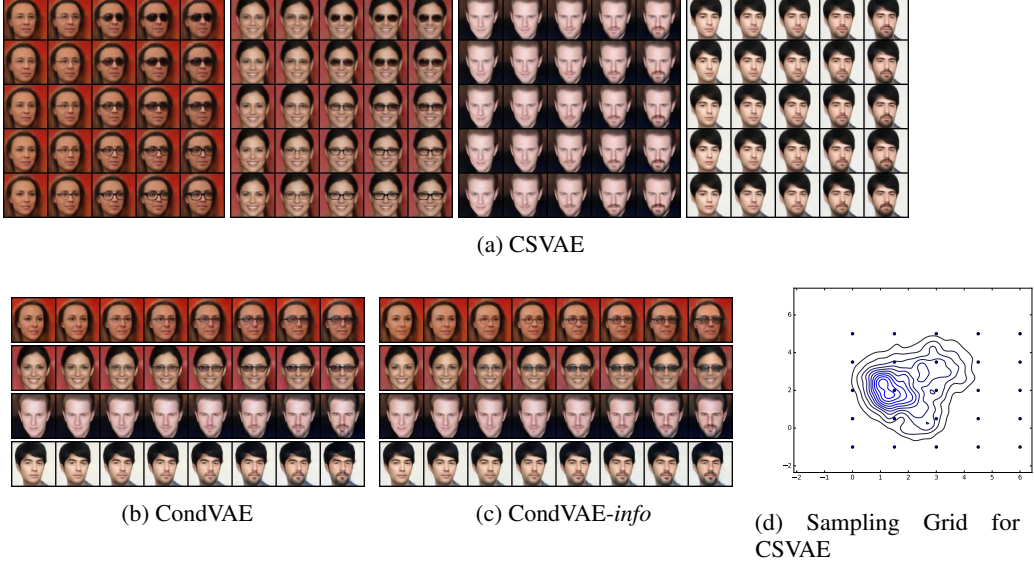 (a) CSVAE
6
4
2
0
−2
−2 −1 0 1 2 3 4 5 6
(b) CondVAE
(c) CondVAE-info
(d) Sampling Grid for
CSVAE